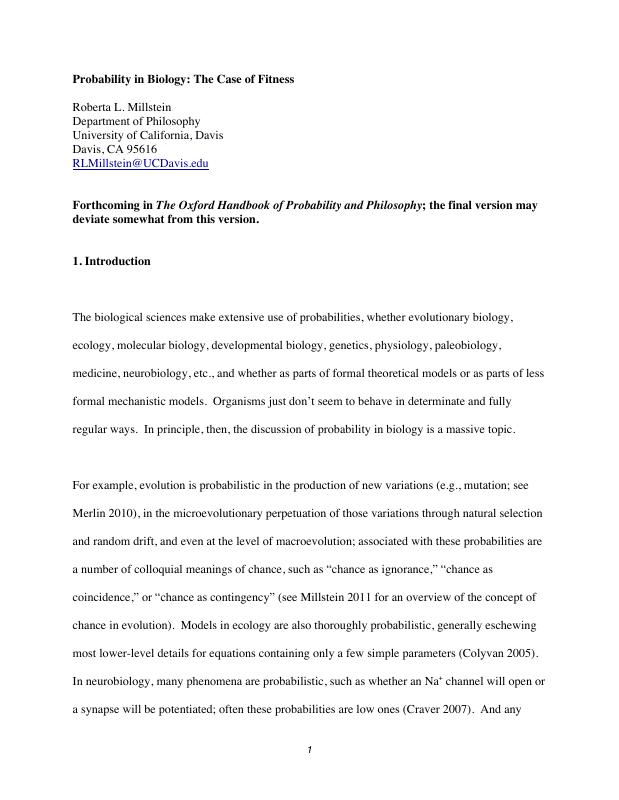 Probability in Biology: The Case of Fitness
Roberta L. Millstein
Department of Philosophy
University of California, Davis
Davis, CA 95616
RLMillstein@UCDavis.edu
Forthcoming in The Oxford Handbook of Probability and Philosophy; the final version may
deviate somewhat from this version.
1. Introduction
The biological sciences make extensive use of probabilities, whether evolutionary biology,
ecology, molecular biology, developmental biology, genetics, physiology, paleobiology,
medicine, neurobiology, etc., and whether as parts of formal theoretical models or as parts of less
formal mechanistic models.  Organisms just don’t seem to behave in determinate and fully
regular ways.  In principle, then, the discussion of probability in biology is a massive topic.
For example, evolution is probabilistic in the production of new variations (e.g., mutation; see
Merlin 2010), in the microevolutionary perpetuation of those variations through natural selection
and random drift, and even at the level of macroevolution; associated with these probabilities are
a number of colloquial meanings of chance, such as “chance as ignorance,” “chance as
coincidence,” or “chance as contingency” (see Millstein 2011 for an overview of the concept of
chance in evolution).  Models in ecology are also thoroughly probabilistic, generally eschewing
most lower-level details for equations containing only a few simple parameters (Colyvan 2005).
In neurobiology, many phenomena are probabilistic, such as whether an Na⁺ channel will open or
a synapse will be potentiated; often these probabilities are low ones (Craver 2007).  And any
1